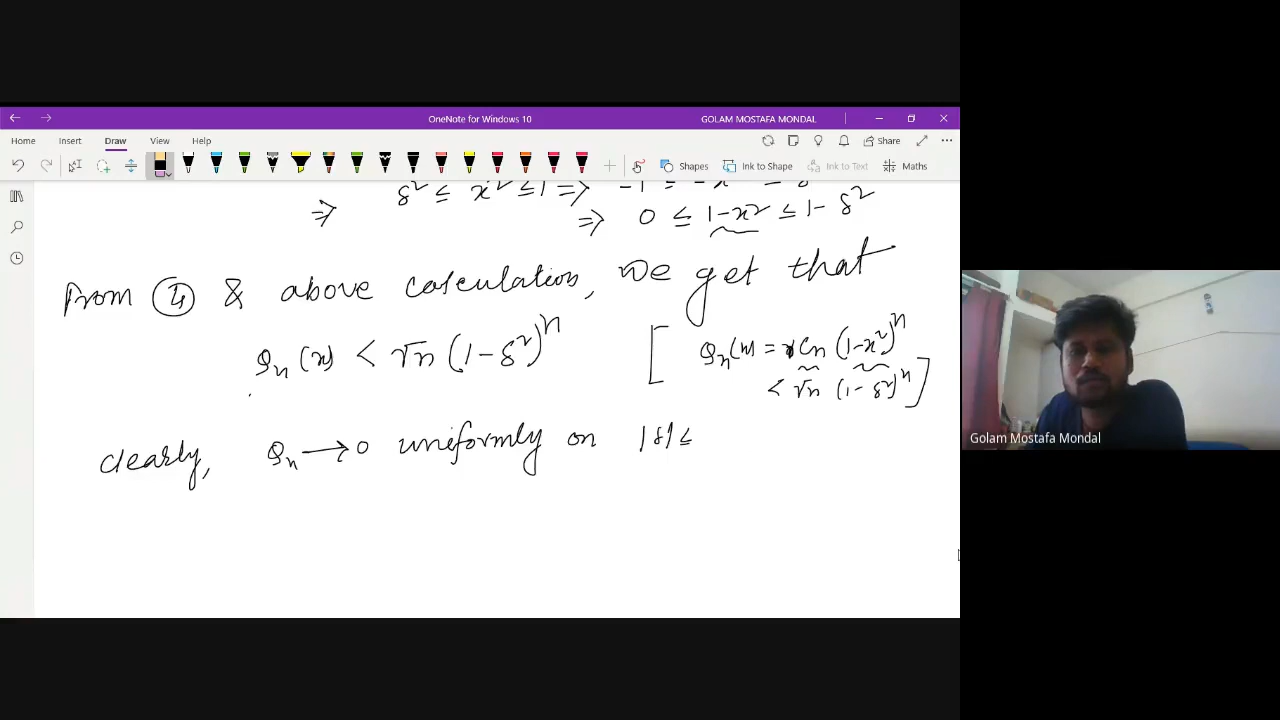 OneNote for Windows 10
GOLAM MOSTAFA MONDAL
Home Insert Draw View Help
Share
Shapes Ink to Shape Ink to Text Maths
⇒ δ² ≤ x² ≤ 1 ⇒ -1 ≤ -x² ≤
⇒ 0 ≤ 1-x² ≤ 1-δ²
From ④ & above calculation, we get that
Qₙ(x) < √n (1-δ²)ⁿ [ Qₙ(x) = Cₙ (1-x²)ⁿ
< √n (1-δ²)ⁿ ]
clearly, Qₙ → 0 uniformly on |δ| ≤
Golam Mostafa Mondal